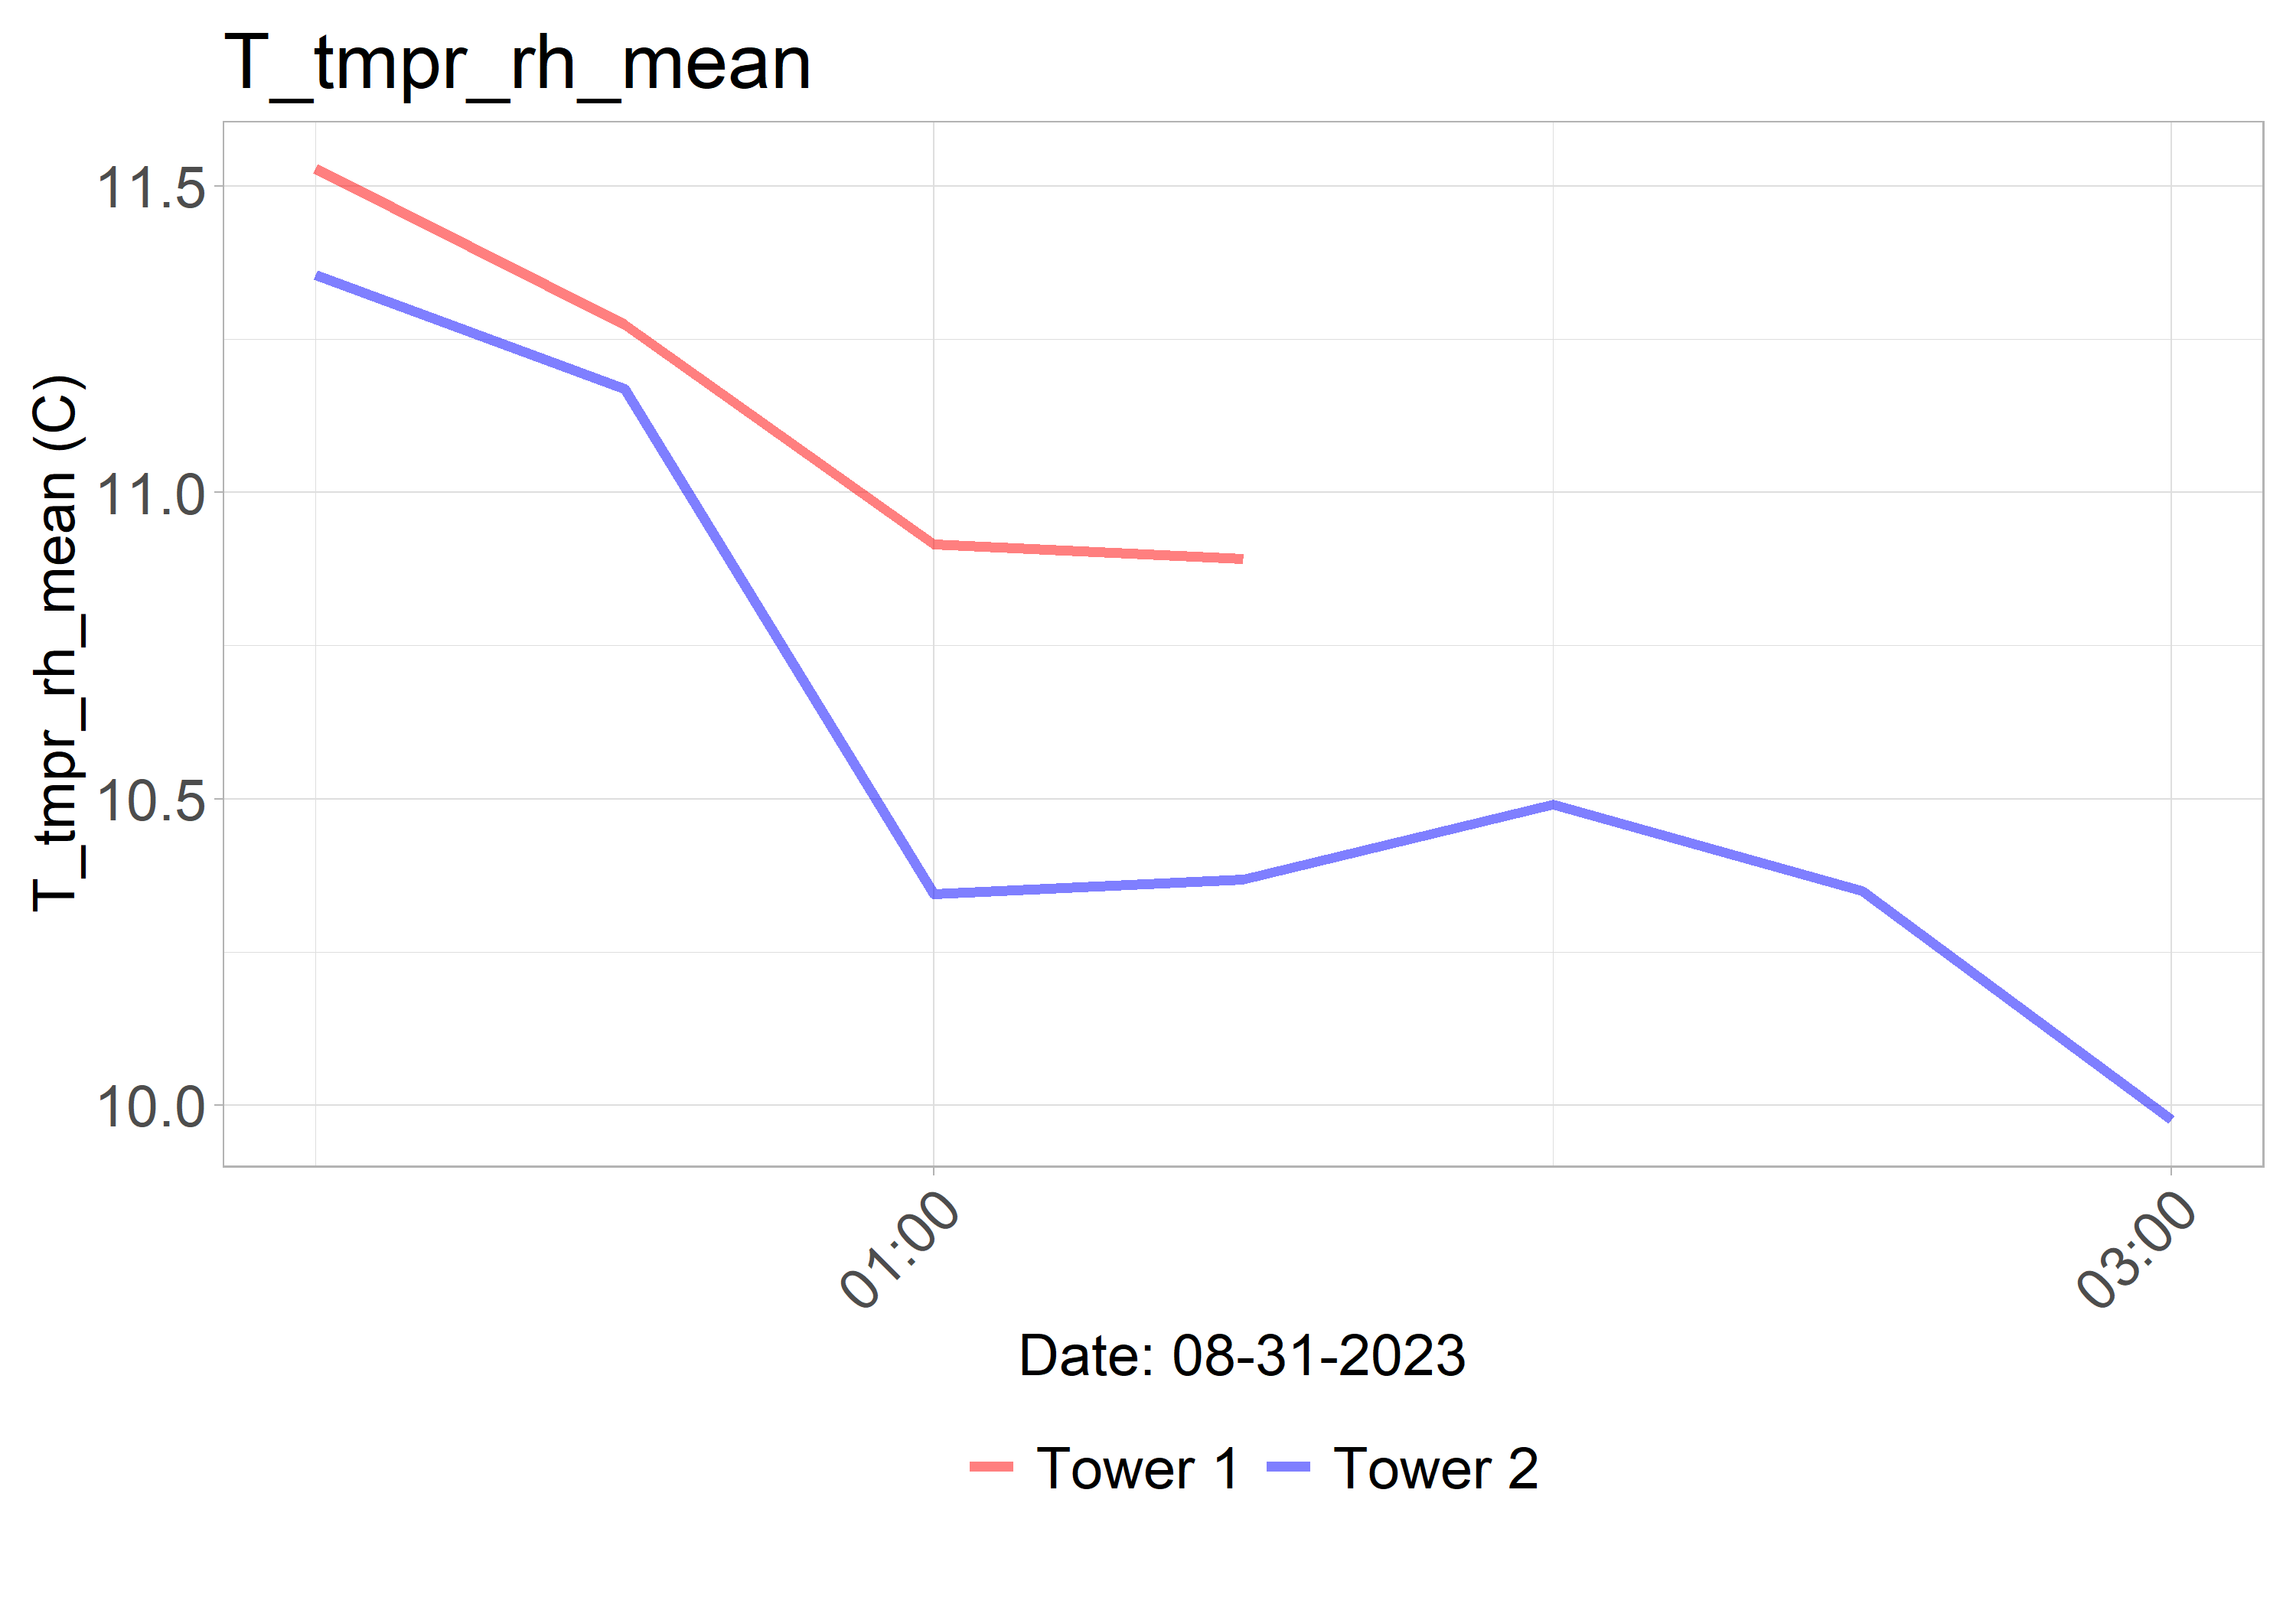 T_tmpr_rh_mean
T_tmpr_rh_mean (C)
11.5
11.0
10.5
10.0
01:00
03:00
Date: 08-31-2023
Tower 1
Tower 2